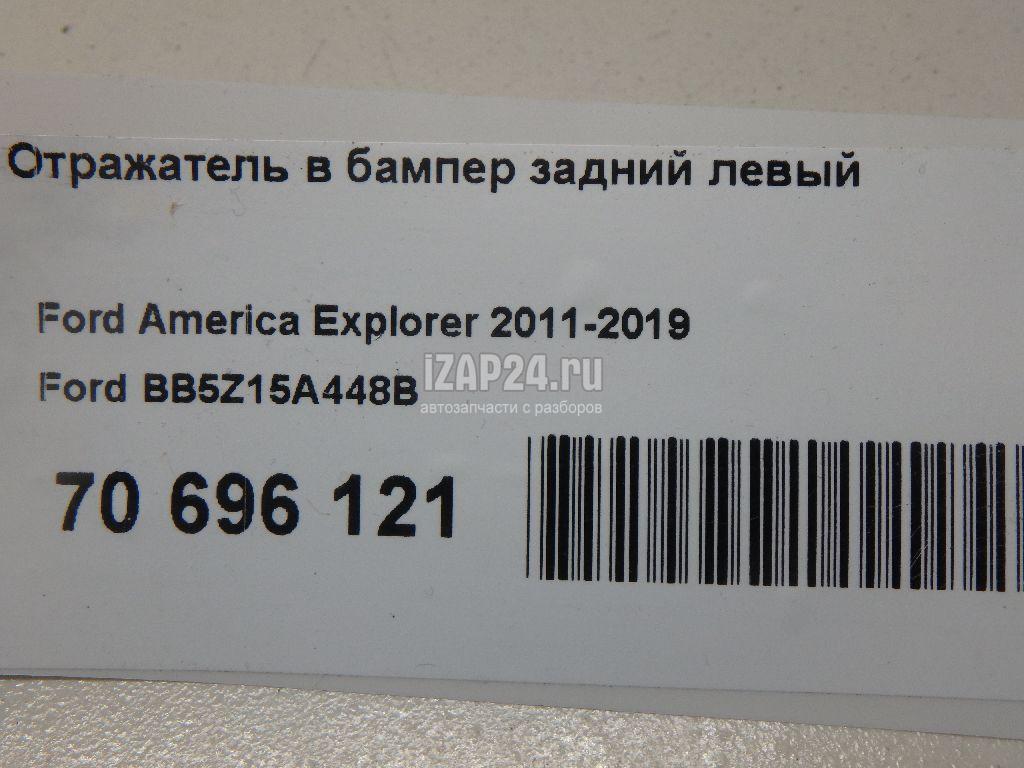 Отражатель в бампер задний левый
Ford America Explorer 2011-2019
Ford BB5Z15A448B
iZAP24.ru
автозапчасти с разборов
70 696 121